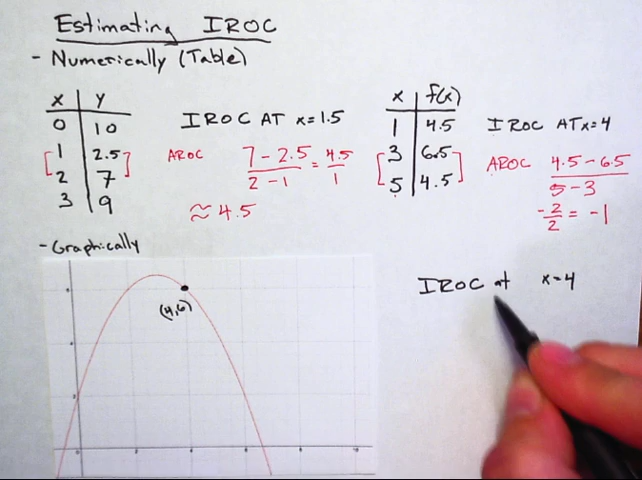 Estimating IROC
- Numerically (Table)
x y
0 10
1 2.5
2 7
3 9
IROC AT x=1.5
AROC 7-2.5/2-1 = 4.5/1
≈ 4.5
x f(x)
1 4.5
3 6.5
5 4.5
IROC AT x=4
AROC 4.5-6.5/5-3
-2/2 = -1
- Graphically
(4,6)
IROC at x=4